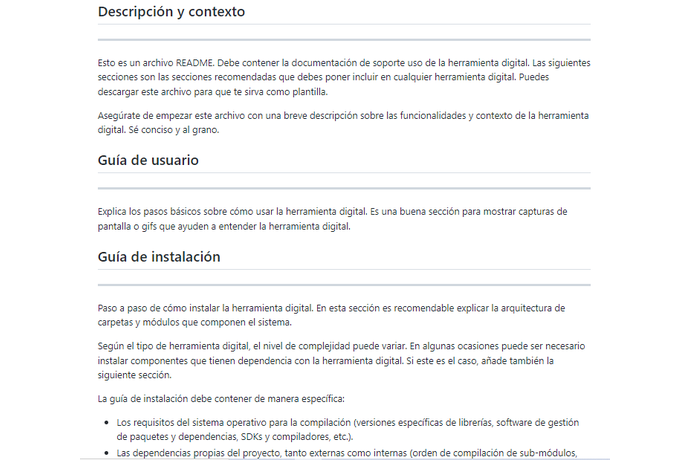 Descripción y contexto
Esto es un archivo README. Debe contener la documentación de soporte uso de la herramienta digital. Las siguientes
secciones son las secciones recomendadas que debes poner incluir en cualquier herramienta digital. Puedes
descargar este archivo para que te sirva como plantilla.
Asegúrate de empezar este archivo con una breve descripción sobre las funcionalidades y contexto de la herramienta
digital. Sé conciso y al grano.
Guía de usuario
Explica los pasos básicos sobre cómo usar la herramienta digital. Es una buena sección para mostrar capturas de
pantalla o gifs que ayuden a entender la herramienta digital.
Guía de instalación
Paso a paso de cómo instalar la herramienta digital. En esta sección es recomendable explicar la arquitectura de
carpetas y módulos que componen el sistema.
Según el tipo de herramienta digital, el nivel de complejidad puede variar. En algunas ocasiones puede ser necesario
instalar componentes que tienen dependencia con la herramienta digital. Si este es el caso, añade también la
siguiente sección.
La guía de instalación debe contener de manera específica:
• Los requisitos del sistema operativo para la compilación (versiones específicas de librerías, software de gestión
de paquetes y dependencias, SDKs y compiladores, etc.).
• Las dependencias propias del proyecto, tanto externas como internas (orden de compilación de sub-módulos,